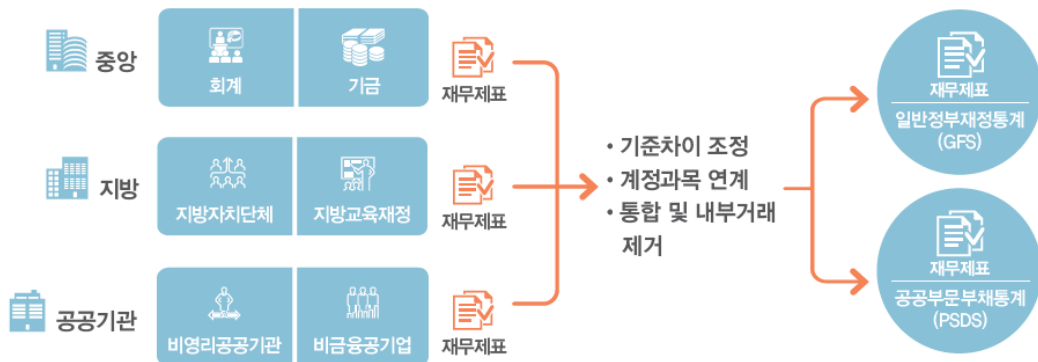 중앙
회계
기금
재무제표
지방
지방자치단체
지방교육재정
재무제표
공공기관
비영리공공기관
비금융공기업
재무제표
• 기준차이 조정
• 계정과목 연계
• 통합 및 내부거래
제거
재무제표
일반정부재정통계
(GFS)
재무제표
공공부문부채통계
(PSDS)